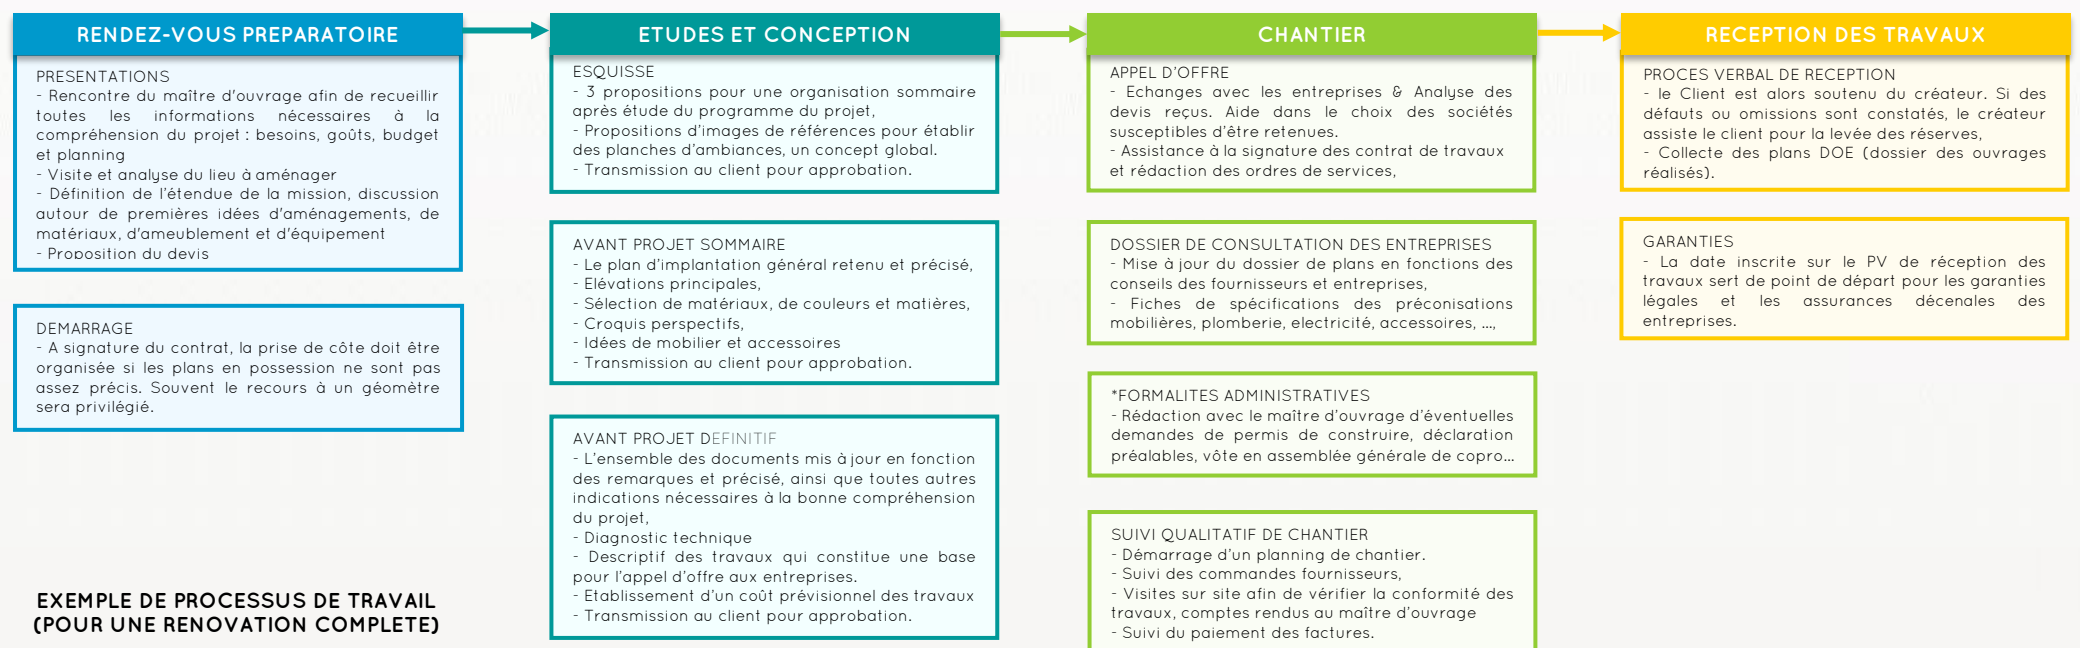 RENDEZ-VOUS PREPARATOIRE
PRESENTATIONS
- Rencontre du maître d'ouvrage afin de recueillir
toutes les informations nécessaires à la
compréhension du projet : besoins, goûts, budget
et planning
- Visite et analyse du lieu à aménager
- Définition de l'étendue de la mission, discussion
autour de premières idées d'aménagements, de
matériaux, d'ameublement et d'équipement
- Proposition du devis
DEMARRAGE
- A signature du contrat, la prise de côte doit être
organisée si les plans en possession ne sont pas
assez précis. Souvent le recours à un géomètre
sera privilégié.
EXEMPLE DE PROCESSUS DE TRAVAIL
(POUR UNE RENOVATION COMPLETE)
ETUDES ET CONCEPTION
ESQUISSE
- 3 propositions pour une organisation sommaire
après étude du programme du projet,
- Propositions d'images de références pour établir
des planches d'ambiances, un concept global.
- Transmission au client pour approbation.
AVANT PROJET SOMMAIRE
- Le plan d'implantation général retenu et précisé,
- Elévations principales,
- Sélection de matériaux, de couleurs et matières,
- Croquis perspectifs,
- Idées de mobilier et accessoires
- Transmission au client pour approbation.
AVANT PROJET DEFINITIF
- L'ensemble des documents mis à jour en fonction
des remarques et précisé, ainsi que toutes autres
indications nécessaires à la bonne compréhension
du projet,
- Diagnostic technique
- Descriptif des travaux qui constitue une base
pour l'appel d'offre aux entreprises.
- Etablissement d'un coût prévisionnel des travaux
- Transmission au client pour approbation.
CHANTIER
APPEL D'OFFRE
- Echanges avec les entreprises & Analyse des
devis reçus. Aide dans le choix des sociétés
susceptibles d'être retenues.
- Assistance à la signature des contrat de travaux
et rédaction des ordres de services,
DOSSIER DE CONSULTATION DES ENTREPRISES
- Mise à jour du dossier de plans en fonctions des
conseils des fournisseurs et entreprises,
- Fiches de spécifications des préconisations
mobilières, plomberie, electricité, accessoires, ...,
*FORMALITES ADMINISTRATIVES
- Rédaction avec le maître d'ouvrage d'éventuelles
demandes de permis de construire, déclaration
préalables, vôte en assemblée générale de copro...
SUIVI QUALITATIF DE CHANTIER
- Démarrage d'un planning de chantier.
- Suivi des commandes fournisseurs,
- Visites sur site afin de vérifier la conformité des
travaux, comptes rendus au maître d'ouvrage
- Suivi du paiement des factures.
RECEPTION DES TRAVAUX
PROCES VERBAL DE RECEPTION
- le Client est alors soutenu du créateur. Si des
défauts ou omissions sont constatés, le créateur
assiste le client pour la levée des réserves,
- Collecte des plans DOE (dossier des ouvrages
réalisés).
GARANTIES
- La date inscrite sur le PV de réception des
travaux sert de point de départ pour les garanties
légales et les assurances décenales des
entreprises.